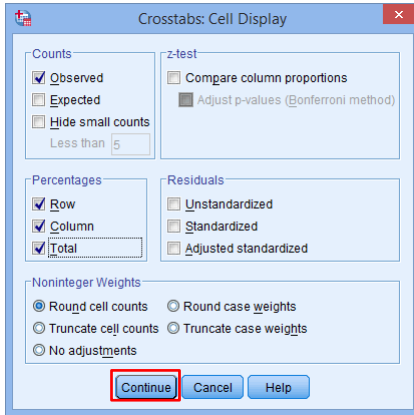 Crosstabs: Cell Display
Counts
Observed
Expected
Hide small counts
Less than 5
z-test
Compare column proportions
Adjust p-values (Bonferroni method)
Percentages
Row
Column
Total
Residuals
Unstandardized
Standardized
Adjusted standardized
Noninteger Weights
Round cell counts Round case weights
Truncate cell counts Truncate case weights
No adjustments
Continue Cancel Help